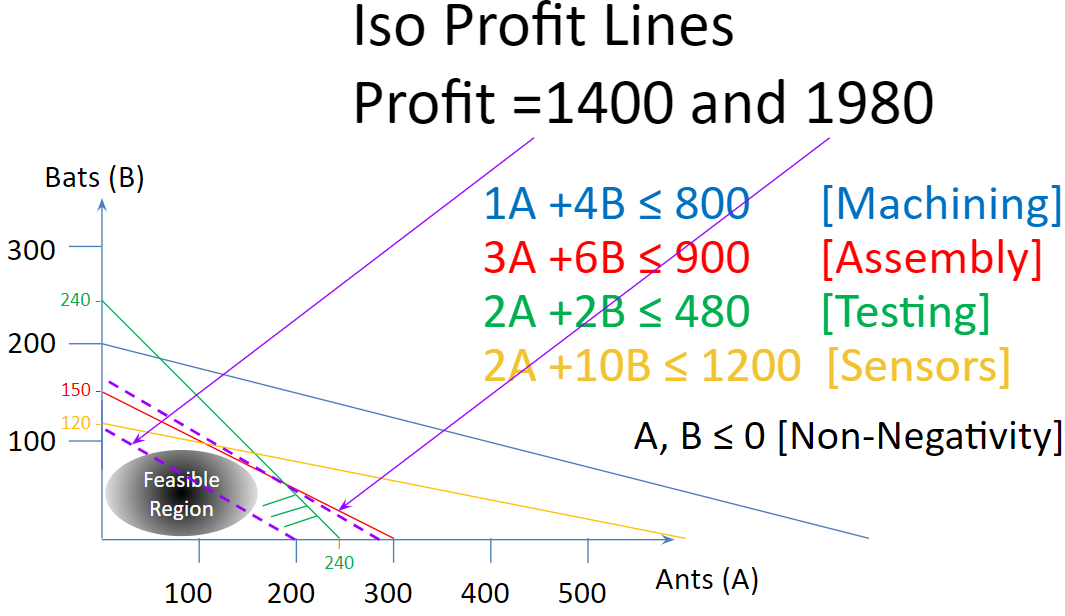 Iso Profit Lines
Profit =1400 and 1980
Bats (B)
1A +4B ≤ 800 [Machining]
3A +6B ≤ 900 [Assembly]
2A +2B ≤ 480 [Testing]
2A +10B ≤ 1200 [Sensors]
A, B ≤ 0 [Non-Negativity]
300
240
200
150
120
100
Feasible
Region
240
100 200 300 400 500
Ants (A)